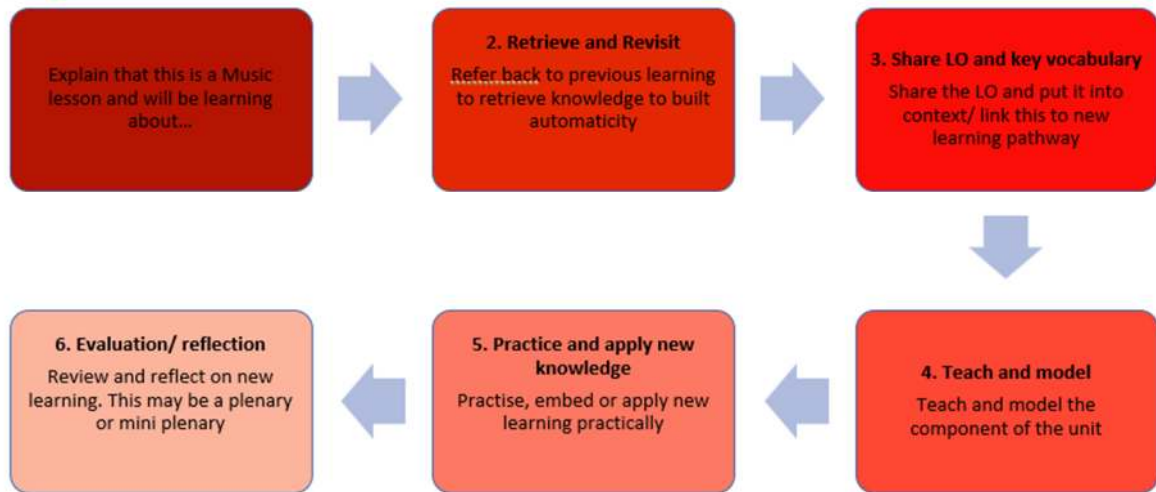 Explain that this is a Music
lesson and will be learning
about...
2. Retrieve and Revisit
Refer back to previous learning
to retrieve knowledge to built
automaticity
3. Share LO and key vocabulary
Share the LO and put it into
context/ link this to new
learning pathway
4. Teach and model
Teach and model the
component of the unit
5. Practice and apply new
knowledge
Practise, embed or apply new
learning practically
6. Evaluation/ reflection
Review and reflect on new
learning. This may be a plenary
or mini plenary